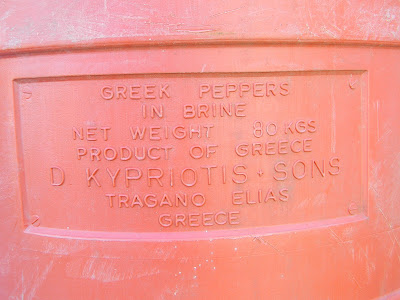 GREEK PEPPERS
IN BRINE
NET WEIGHT 80 KGS
PRODUCT OF GREECE
D. KYPRIOTIS & SONS
TRAGANO ELIAS
GREECE